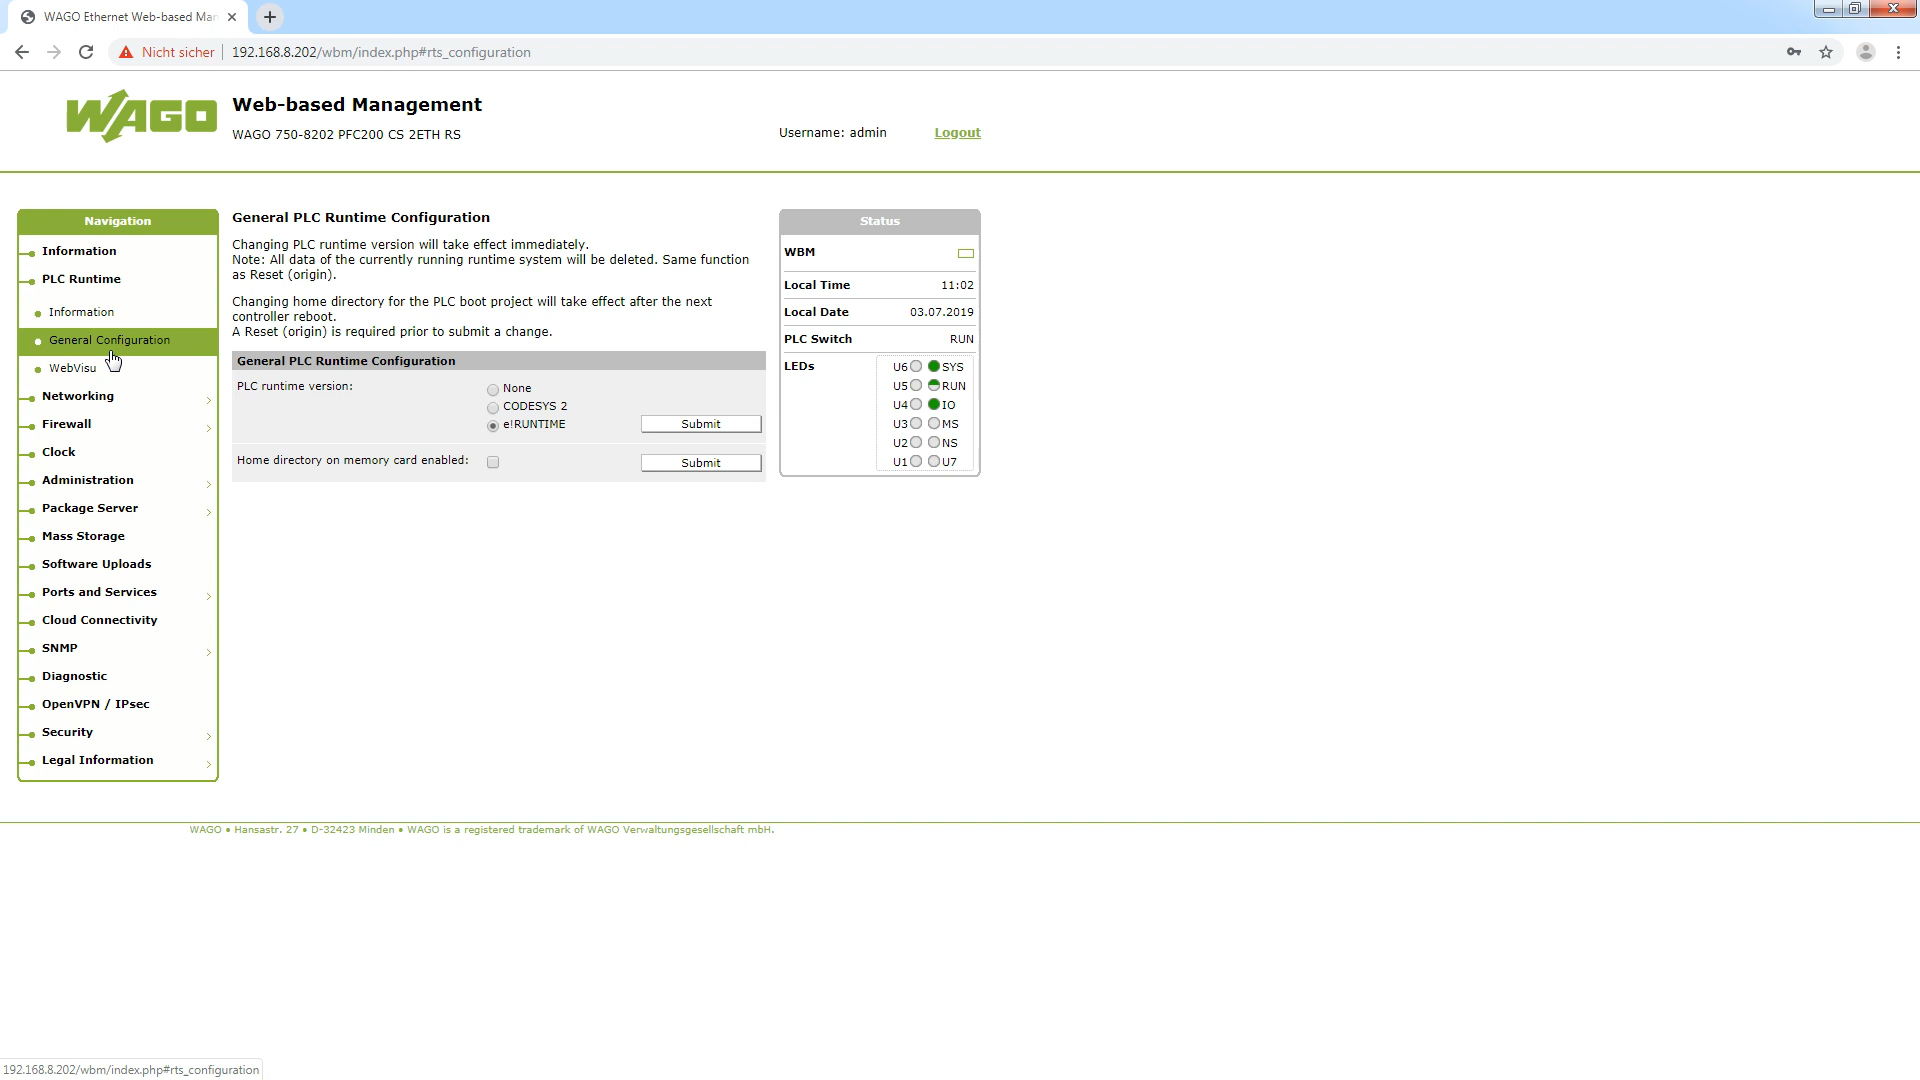 WAGO Ethernet Web-based Mar
Nicht sicher
192.168.8.202/wbm/index.php#rts_configuration
WAGO
Web-based Management
WAGO 750-8202 PFC200 CS 2ETH RS
Username: admin
Logout
Navigation
Information
PLC Runtime
Information
General Configuration
WebVisu
Networking
Firewall
Clock
Administration
Package Server
Mass Storage
Software Uploads
Ports and Services
Cloud Connectivity
SNMP
Diagnostic
OpenVPN / IPsec
Security
Legal Information
General PLC Runtime Configuration
Changing PLC runtime version will take effect immediately.
Note: All data of the currently running runtime system will be deleted. Same function
as Reset (origin).
Changing home directory for the PLC boot project will take effect after the next
controller reboot.
A Reset (origin) is required prior to submit a change.
General PLC Runtime Configuration
PLC runtime version:
None
CODESYS 2
e!RUNTIME
Submit
Home directory on memory card enabled:
Submit
Status
WBM
Local Time 11:02
Local Date 03.07.2019
PLC Switch RUN
LEDs
U6 SYS
U5 RUN
U4 IO
U3 MS
U2 NS
U1 U7
WAGO • Hansastr. 27 • D-32423 Minden • WAGO is a registered trademark of WAGO Verwaltungsgesellschaft mbH.
192.168.8.202/wbm/index.php#rts_configuration